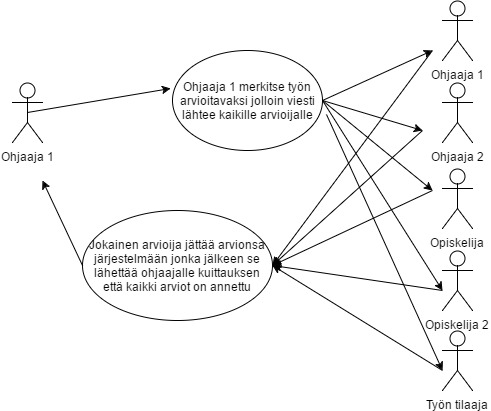 Ohjaaja 1
Ohjaaja 1 merkitse työn
arvioitavaksi jolloin viesti
lähtee kaikille arvioijalle
Jokainen arvioija jättää arvionsa
järjestelmään jonka jälkeen se
lähettää ohjaajalle kuittauksen
että kaikki arviot on annettu
Ohjaaja 1
Ohjaaja 2
Opiskelija
Opiskelija 2
Työn tilaaja